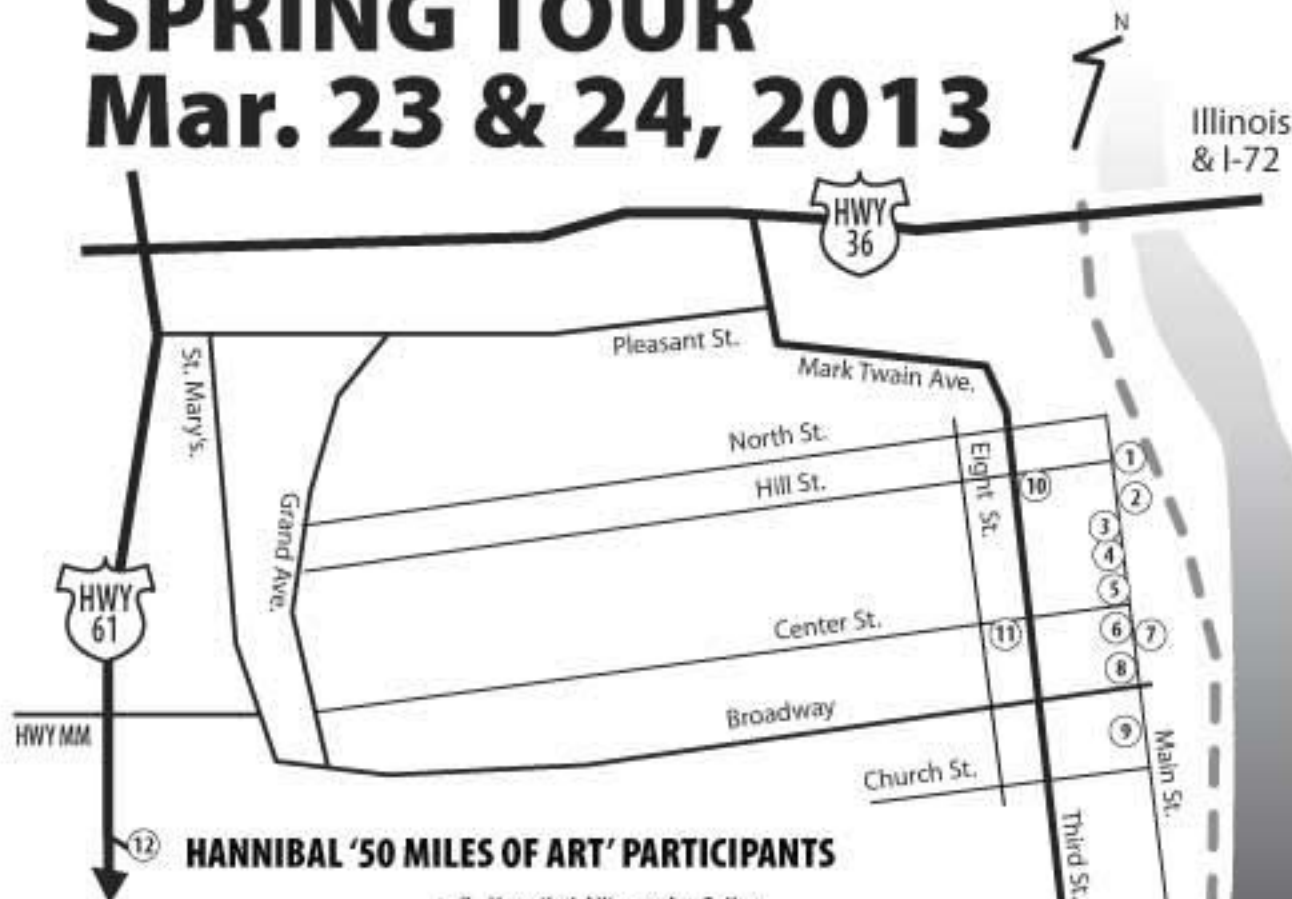 SPRING TOUR
Mar. 23 & 24, 2013
N
Illinois
& I-72
HWY
36
Pleasant St.
Mark Twain Ave.
St. Mary's.
North St.
Hill St.
Eight St.
Grand Ave.
1
2
10
3
4
5
HWY
61
Center St.
11
6
7
8
Broadway
9
HWY MM
Main St.
Church St.
Third St.
12
HANNIBAL '50 MILES OF ART' PARTICIPANTS